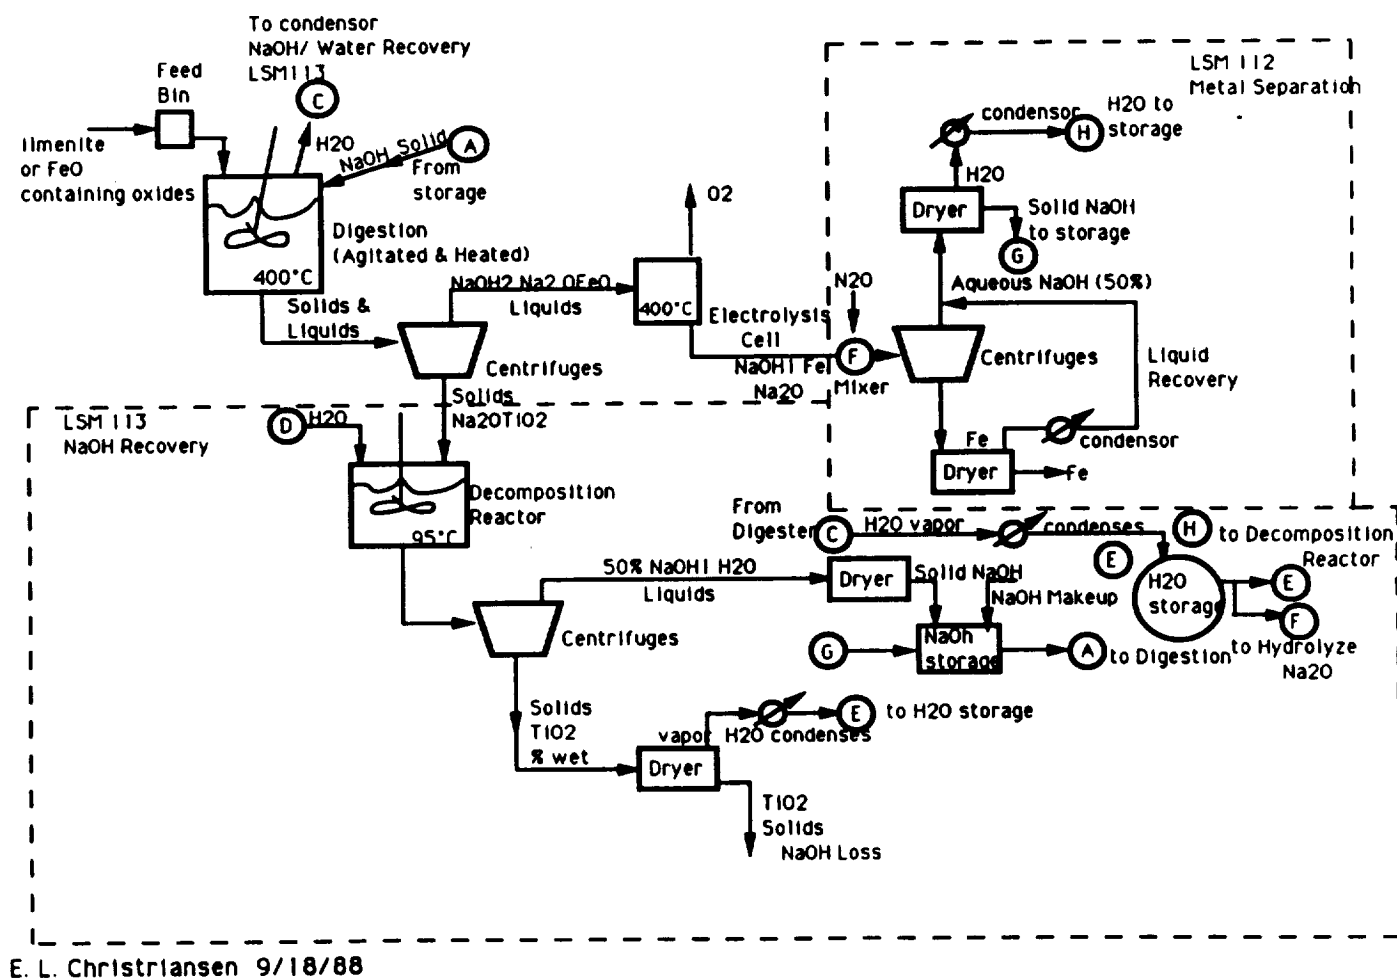 To condensor
NaOH/ Water Recovery
LSM113
C
Feed
Bin
Ilmenite
or FeO
containing oxides
H2O
NaOH Solid
A
From
storage
Digestion
(Agitated & Heated)
400°C
Solids &
Liquids
NaOH2 Na2 OFeO
Liquids
Centrifuges
Solids
Na2OTiO2
O2
400°C
Electrolysis
Cell
NaOH1 Fe
Na2O
LSM 112
Metal Separation
condensor
H
H2O to
storage
H2O
Dryer
Solid NaOH
to storage
G
Aqueous NaOH (50%)
N2O
F
Mixer
Centrifuges
Liquid
Recovery
Fe
condensor
Dryer
Fe
LSM 113
NaOH Recovery
D
H2O
Decomposition
Reactor
95°C
50% NaOH1 H2O
Liquids
Centrifuges
Solids
TiO2
% wet
vapor
H2O condenses
E
to H2O storage
Dryer
TiO2
Solids
NaOH Loss
From
Digester
C
H2O vapor
condenses
H
to Decomposition
Reactor
E
Dryer
Solid NaOH
NaOH Makeup
H2O
storage
E
F
G
NaOh
storage
A
to Digestion
to Hydrolyze
Na2O
E. L. Christriansen 9/18/88